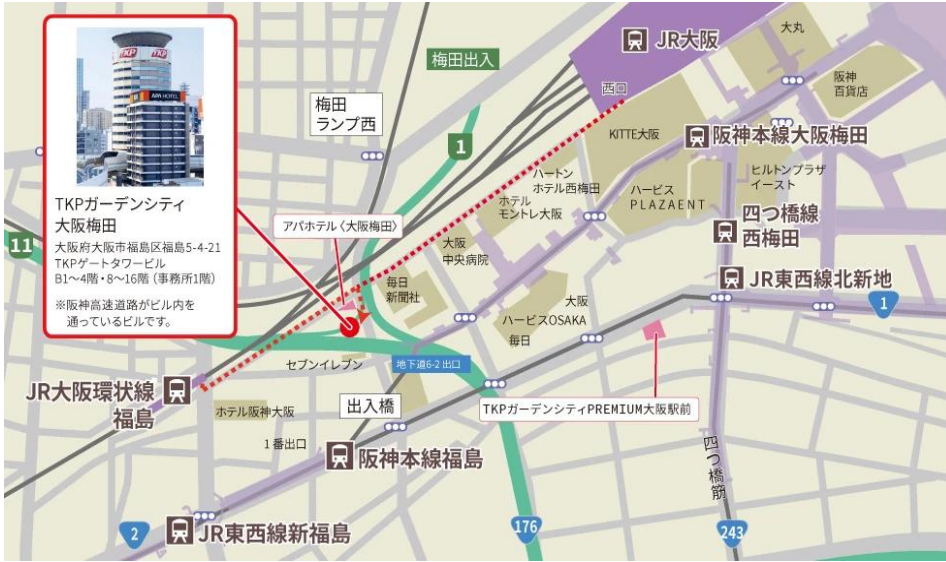 TKP
TKP
APA HOTEL
TKPガーデンシティ
大阪梅田
大阪府大阪市福島区福島5-4-21
TKPゲートタワービル
B1〜4階・8〜16階（事務所1階）
※阪神高速道路がビル内を
通っているビルです。
梅田出入
JR大阪
大丸
西口
阪神
百貨店
梅田
ランプ西
1
KITTE大阪
阪神本線大阪梅田
ハートン
ホテル西梅田
ハービス
PLAZAENT
ヒルトンプラザ
イースト
ホテル
モントレ大阪
四つ橋線
西梅田
アパホテル〈大阪梅田〉
11
大阪
中央病院
JR東西線北新地
毎日
新聞社
大阪
ハービスOSAKA
毎日
1
セブンイレブン
地下道6-2 出口
JR大阪環状線
福島
ホテル阪神大阪
出入橋
TKPガーデンシティPREMIUM大阪駅前
1番出口
阪神本線福島
四つ橋筋
2
JR東西線新福島
176
243